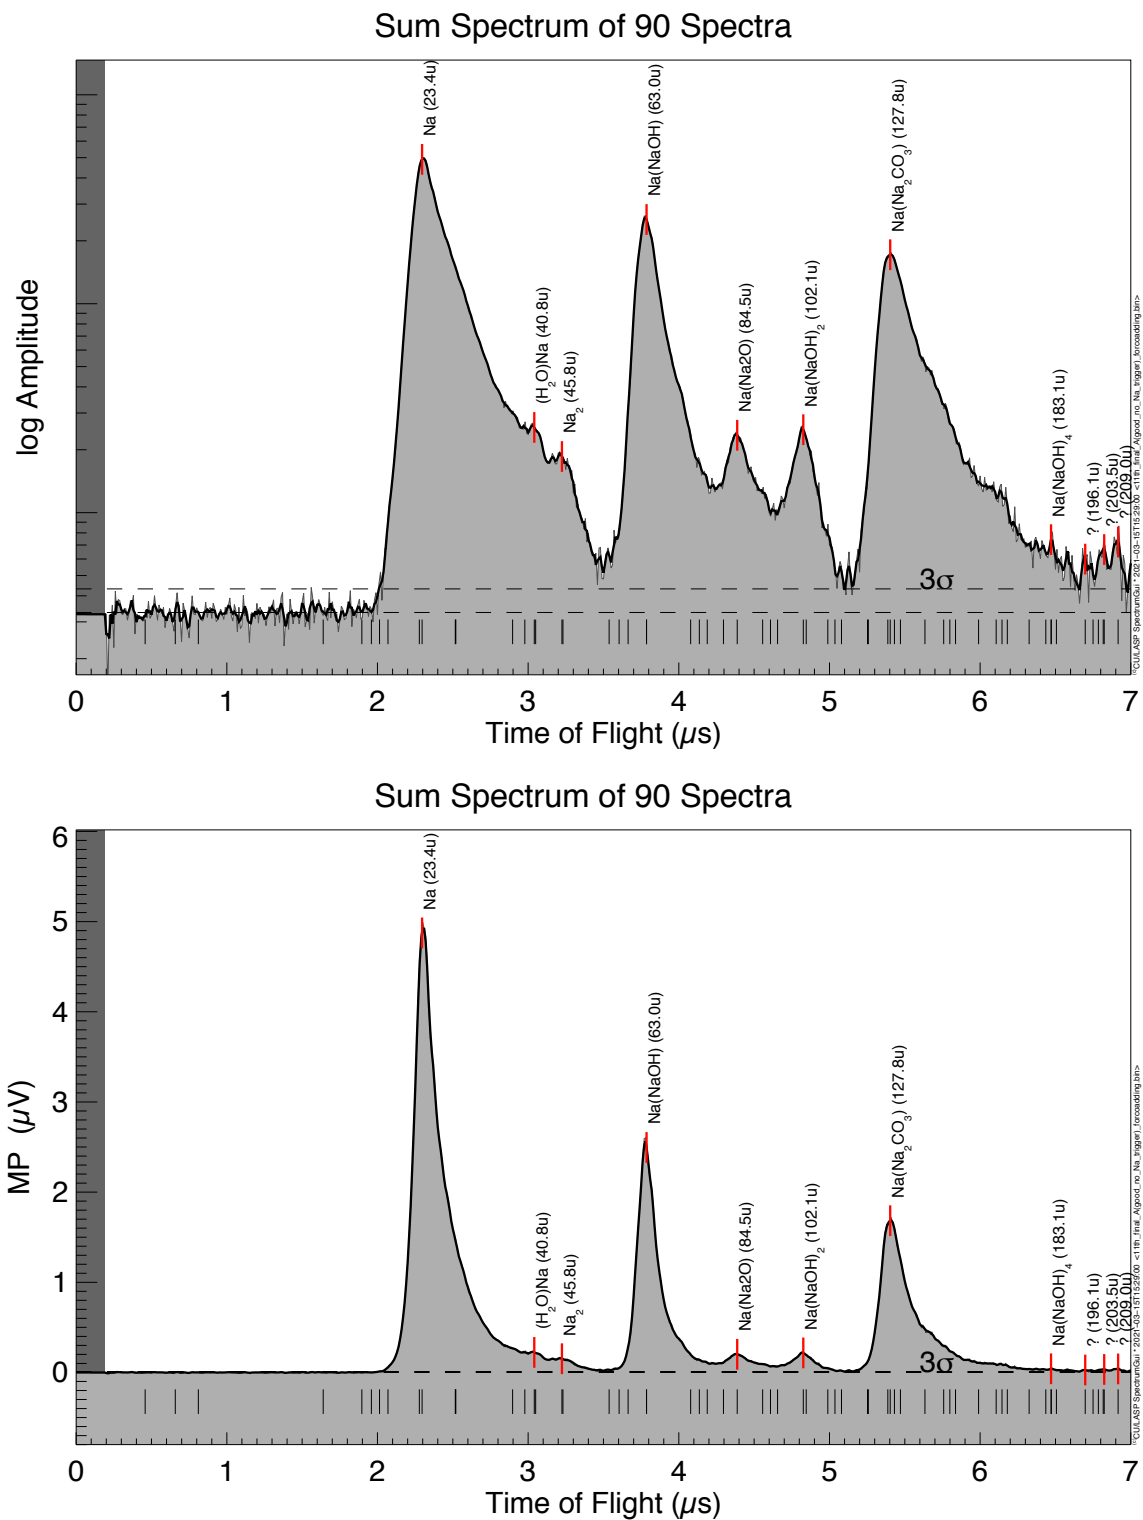 Sum Spectrum of 90 Spectra
log Amplitude
Na (23.4u)
(H₂O)Na (40.8u)
Na₂ (45.8u)
Na(NaOH) (63.0u)
Na(Na2O) (84.5u)
Na(NaOH)₂ (102.1u)
Na(Na₂CO₃) (127.8u)
Na(NaOH)₄ (183.1u)
? (196.1u)
? (203.5u)
? (209.0u)
3σ
0 1 2 3 4 5 6 7
Time of Flight (µs)
Sum Spectrum of 90 Spectra
MP (µV)
6
5
4
3
2
1
0
Na (23.4u)
(H₂O)Na (40.8u)
Na₂ (45.8u)
Na(NaOH) (63.0u)
Na(Na2O) (84.5u)
Na(NaOH)₂ (102.1u)
Na(Na₂CO₃) (127.8u)
Na(NaOH)₄ (183.1u)
? (196.1u)
? (203.5u)
? (209.0u)
3σ
0 1 2 3 4 5 6 7
Time of Flight (µs)